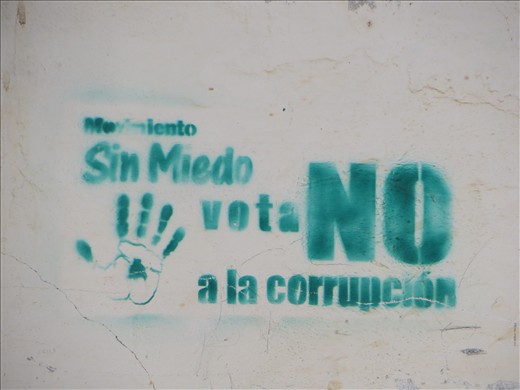 Movimiento
Sin Miedo
vota NO
a la corrupción